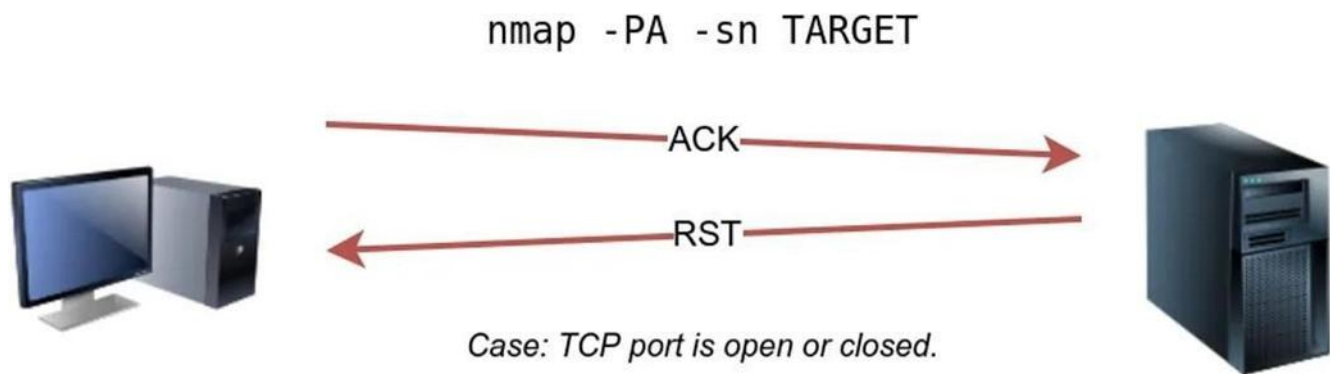 nmap -PA -sn TARGET
ACK
RST
Case: TCP port is open or closed.